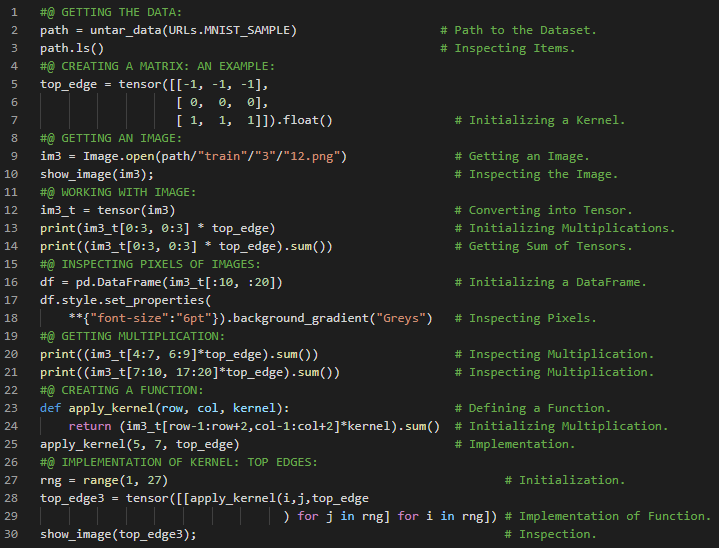 1 #@ GETTING THE DATA:
2 path = untar_data(URLs.MNIST_SAMPLE) # Path to the Dataset.
3 path.ls() # Inspecting Items.
4 #@ CREATING A MATRIX: AN EXAMPLE:
5 top_edge = tensor([[-1, -1, -1],
6 [ 0, 0, 0],
7 [ 1, 1, 1]]).float() # Initializing a Kernel.
8 #@ GETTING AN IMAGE:
9 im3 = Image.open(path/"train"/"3"/"12.png") # Getting an Image.
10 show_image(im3); # Inspecting the Image.
11 #@ WORKING WITH IMAGE:
12 im3_t = tensor(im3) # Converting into Tensor.
13 print(im3_t[0:3, 0:3] * top_edge) # Initializing Multiplications.
14 print((im3_t[0:3, 0:3] * top_edge).sum()) # Getting Sum of Tensors.
15 #@ INSPECTING PIXELS OF IMAGES:
16 df = pd.DataFrame(im3_t[:10, :20]) # Initializing a DataFrame.
17 df.style.set_properties(
18 **{"font-size":"6pt"}).background_gradient("Greys") # Inspecting Pixels.
19 #@ GETTING MULTIPLICATION:
20 print((im3_t[4:7, 6:9]*top_edge).sum()) # Inspecting Multiplication.
21 print((im3_t[7:10, 17:20]*top_edge).sum()) # Inspecting Multiplication.
22 #@ CREATING A FUNCTION:
23 def apply_kernel(row, col, kernel): # Defining a Function.
24 return (im3_t[row-1:row+2,col-1:col+2]*kernel).sum() # Initializing Multiplication.
25 apply_kernel(5, 7, top_edge) # Implementation.
26 #@ IMPLEMENTATION OF KERNEL: TOP EDGES:
27 rng = range(1, 27) # Initialization.
28 top_edge3 = tensor([[apply_kernel(i,j,top_edge
29 ) for j in rng] for i in rng]) # Implementation of Function.
30 show_image(top_edge3); # Inspection.